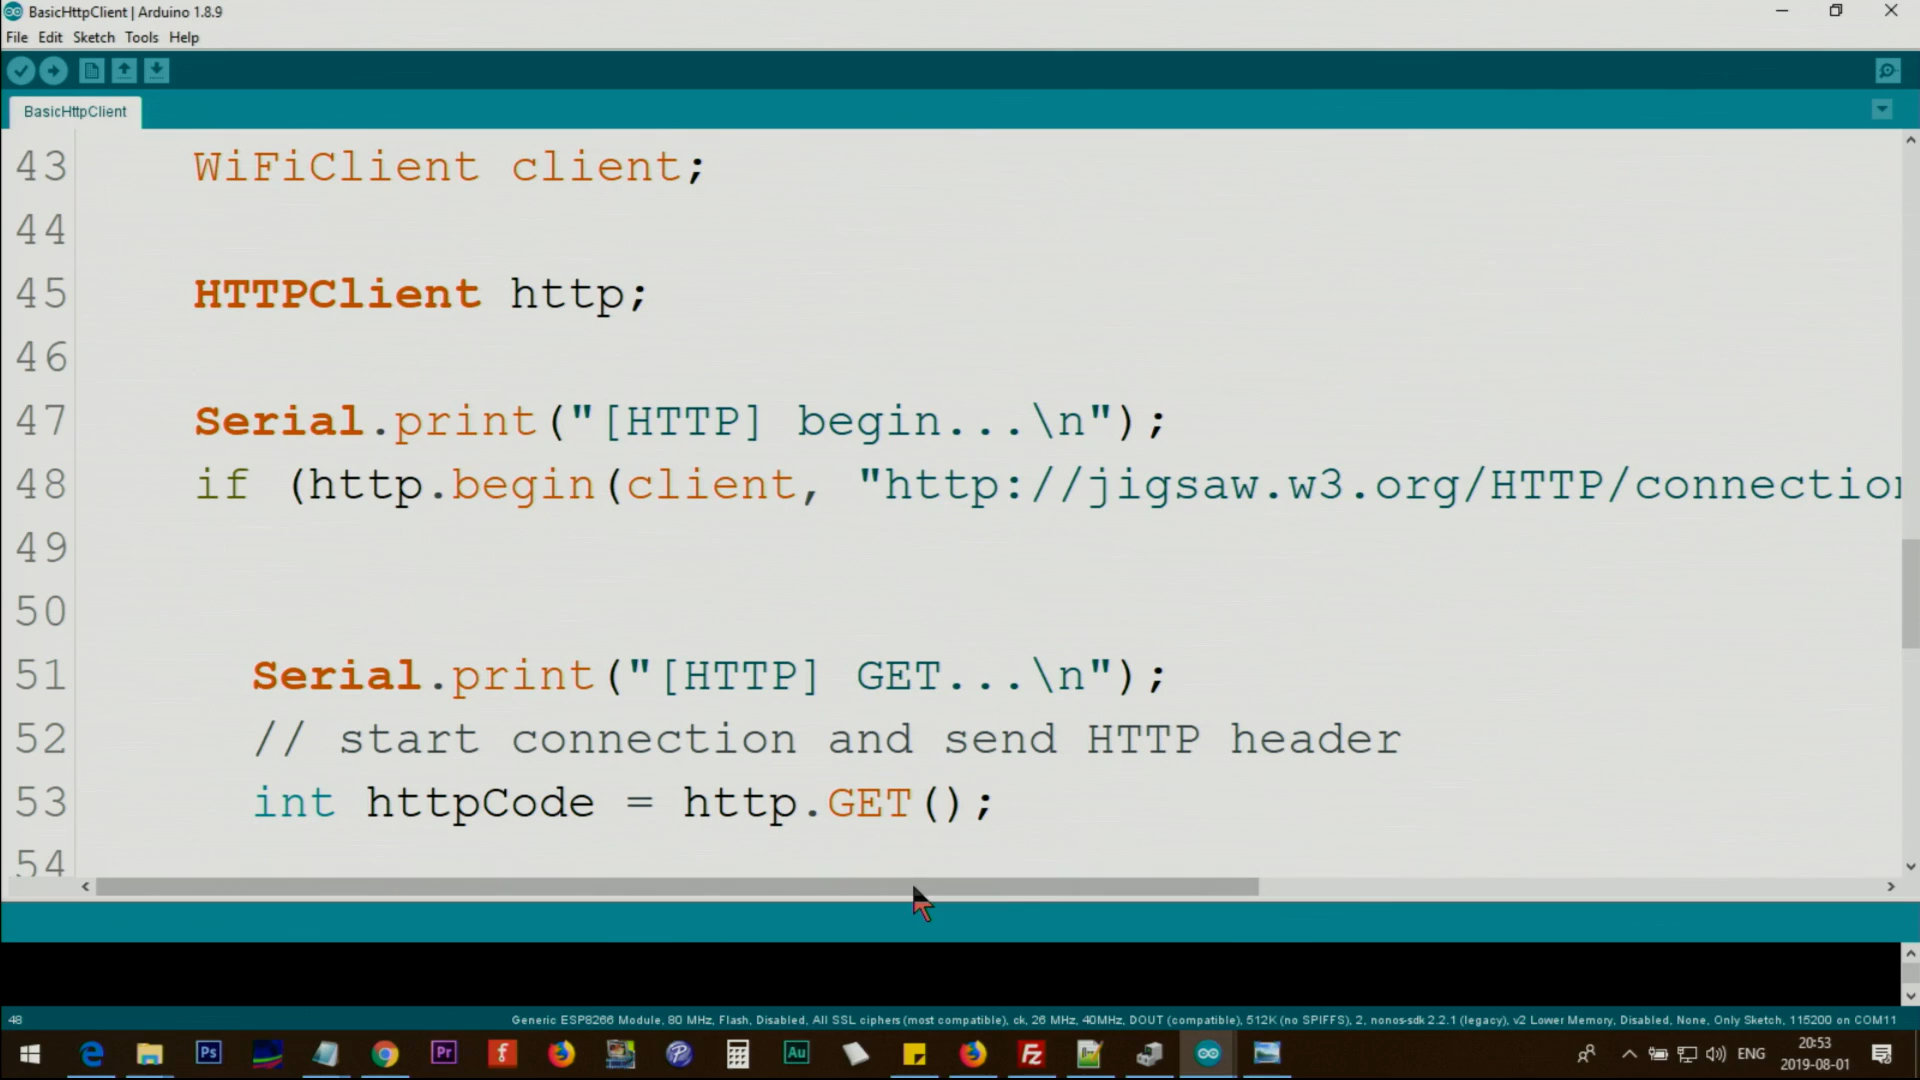 BasicHttpClient | Arduino 1.8.9
File Edit Sketch Tools Help
BasicHttpClient
43 WiFiClient client;
44
45 HTTPClient http;
46
47 Serial.print("[HTTP] begin...\n");
48 if (http.begin(client, "http://jigsaw.w3.org/HTTP/connection
49
50
51 Serial.print("[HTTP] GET...\n");
52 // start connection and send HTTP header
53 int httpCode = http.GET();
54
48 Generic ESP8266 Module, 80 MHz, Flash, Disabled, All SSL ciphers (most compatible), ck, 26 MHz, 40MHz, DOUT (compatible), 512K (no SPIFFS), 2, nonos-sdk 2.2.1 (legacy), v2 Lower Memory, Disabled, None, Only Sketch, 115200 on COM11
Ps Pr f Au Fz ENG
20:53
2019-08-01